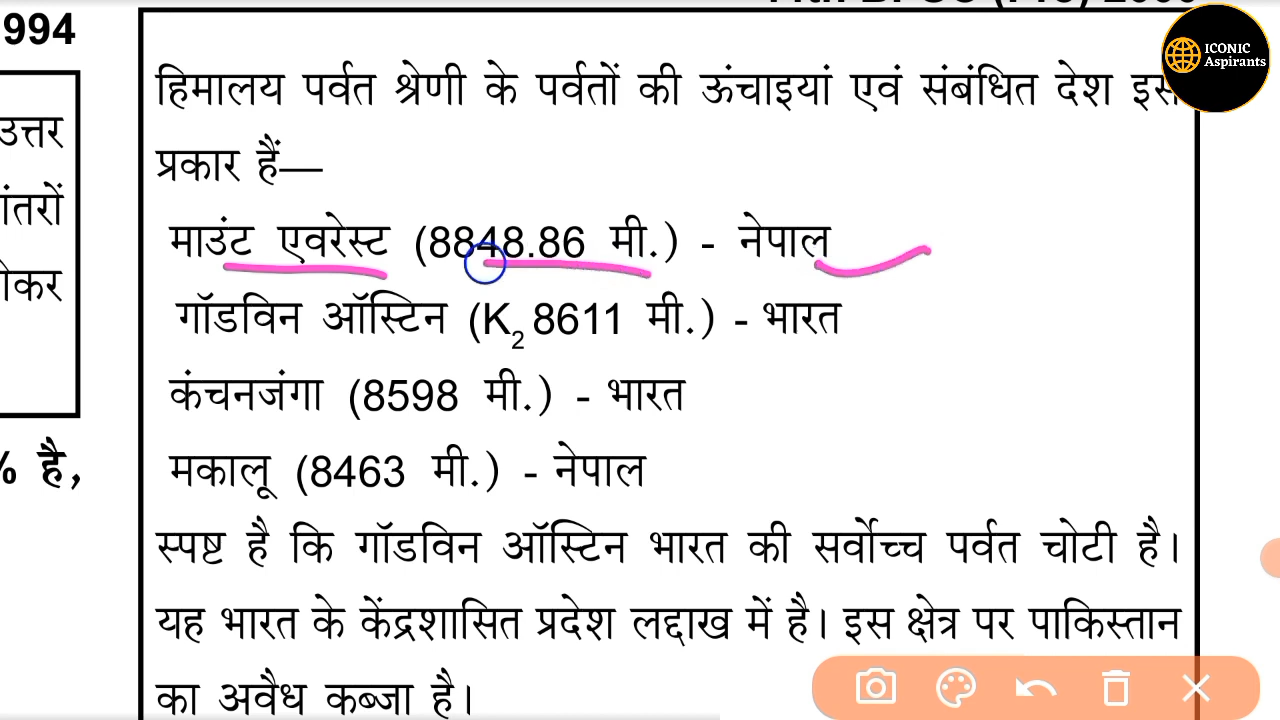 994
उत्तर
ांतरों
ोकर
% है,
ICONIC
Aspirants
हिमालय पर्वत श्रेणी के पर्वतों की ऊंचाइयां एवं संबंधित देश इस
प्रकार हैं—
माउंट एवरेस्ट (8848.86 मी.) - नेपाल
गॉडविन ऑस्टिन (K₂ 8611 मी.) - भारत
कंचनजंगा (8598 मी.) - भारत
मकालू (8463 मी.) - नेपाल
स्पष्ट है कि गॉडविन ऑस्टिन भारत की सर्वोच्च पर्वत चोटी है।
यह भारत के केंद्रशासित प्रदेश लद्दाख में है। इस क्षेत्र पर पाकिस्तान
का अवैध कब्जा है।